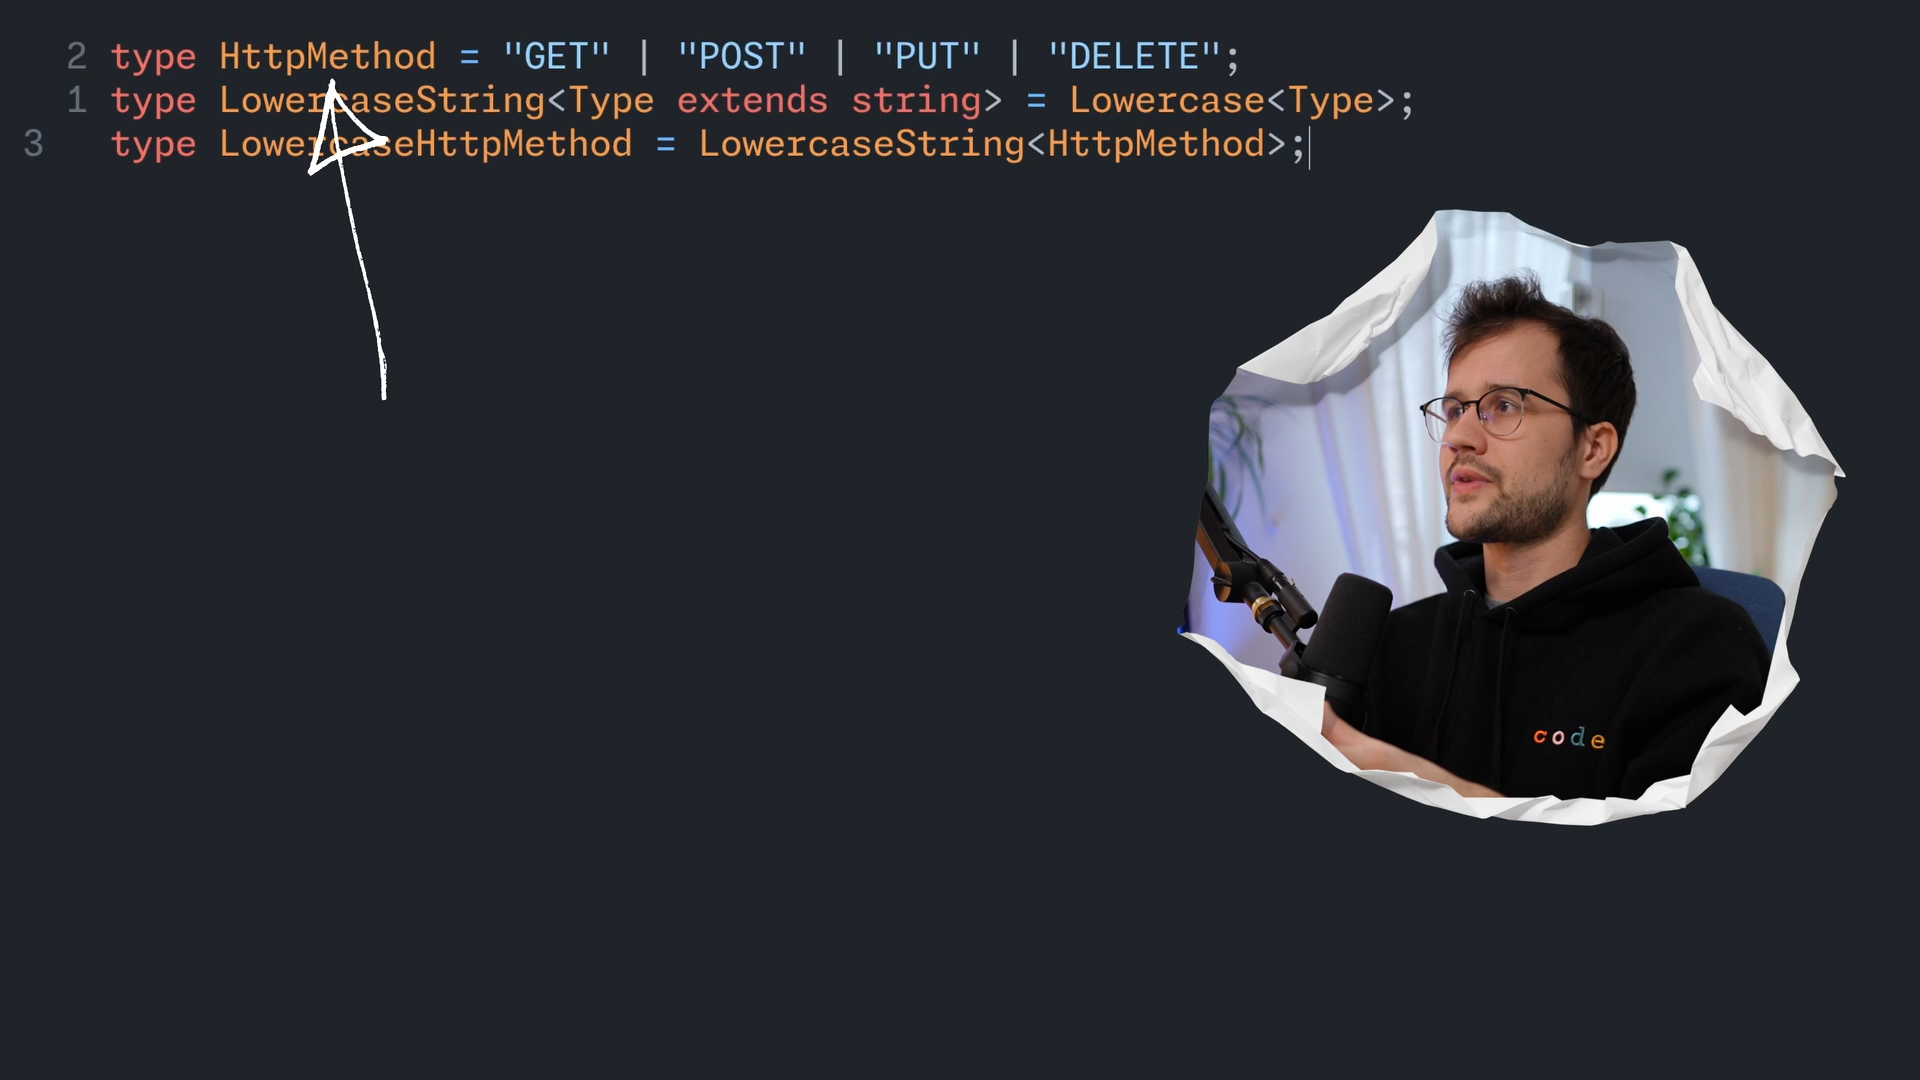 2 type HttpMethod = "GET" | "POST" | "PUT" | "DELETE";
1 type LowercaseString<Type extends string> = Lowercase<Type>;
3 type LowercaseHttpMethod = LowercaseString<HttpMethod>;
code